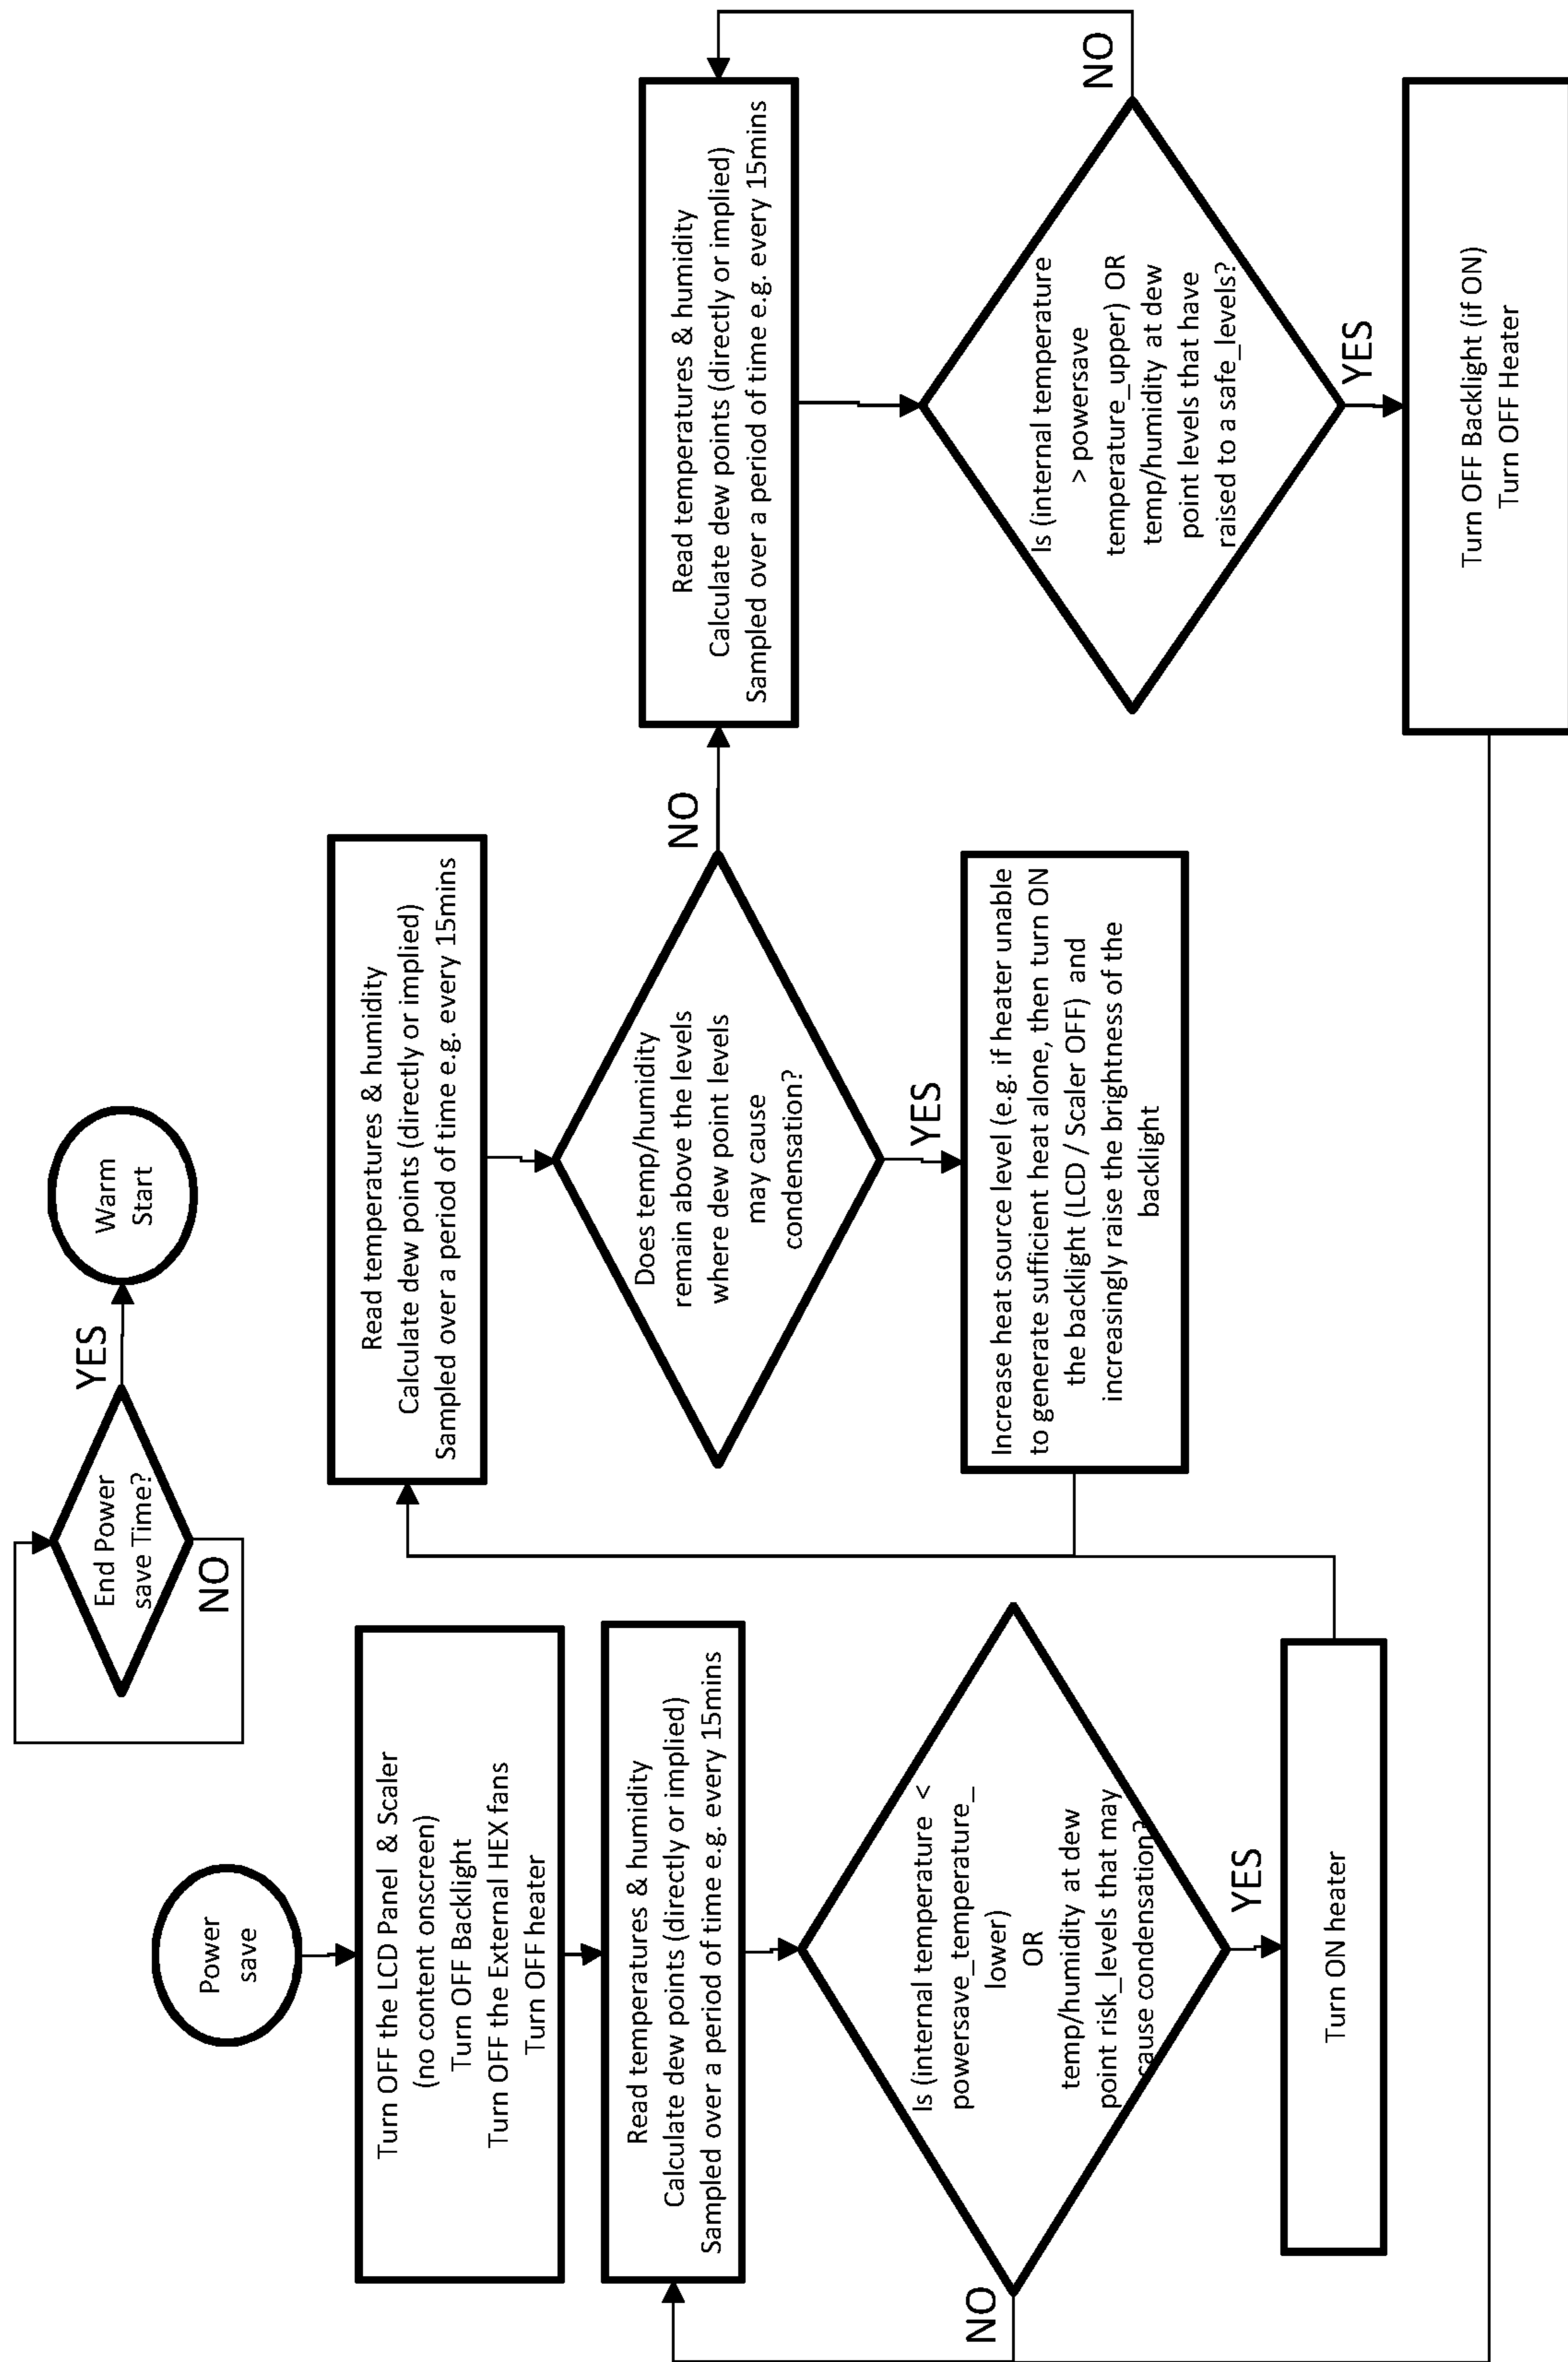 Power
save
Turn OFF the LCD Panel & Scaler
(no content onscreen)
Turn OFF Backlight
Turn OFF the External HEX fans
Turn OFF heater
Read temperatures & humidity
Calculate dew points (directly or implied)
Sampled over a period of time e.g. every 15mins
Is (internal temperature <
powersave_temperature_
lower)
OR
temp/humidity at dew
point risk_levels that may
cause condensation?
NO
YES
Turn ON heater
End Power
save Time?
NO
YES
Warm
Start
Read temperatures & humidity
Calculate dew points (directly or implied)
Sampled over a period of time e.g. every 15mins
Does temp/humidity
remain above the levels
where dew point levels
may cause
condensation?
NO
YES
Increase heat source level (e.g. if heater unable
to generate sufficient heat alone, then turn ON
the backlight (LCD / Scaler OFF) and
increasingly raise the brightness of the
backlight
Read temperatures & humidity
Calculate dew points (directly or implied)
Sampled over a period of time e.g. every 15mins
Is (internal temperature
> powersave
temperature_upper) OR
temp/humidity at dew
point levels that have
raised to a safe_levels?
NO
YES
Turn OFF Backlight (if ON)
Turn OFF Heater